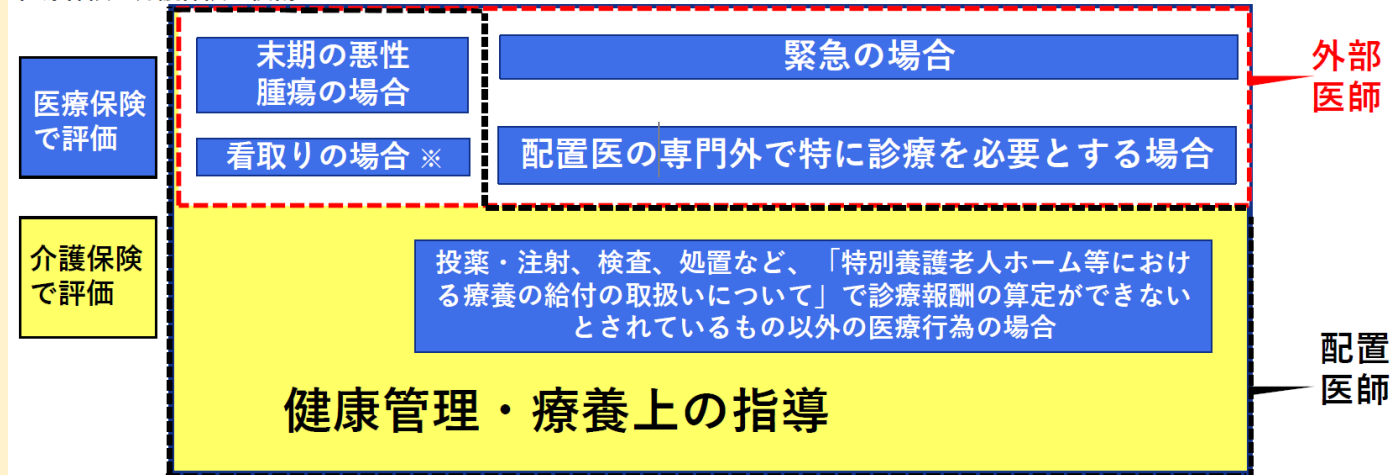 医療保険
で評価
介護保険
で評価
末期の悪性
腫瘍の場合
看取りの場合 ※
緊急の場合
配置医の専門外で特に診療を必要とする場合
外部
医師
投薬・注射、検査、処置など、「特別養護老人ホーム等におけ
る療養の給付の取扱いについて」で診療報酬の算定ができない
とされているもの以外の医療行為の場合
健康管理・療養上の指導
配置
医師